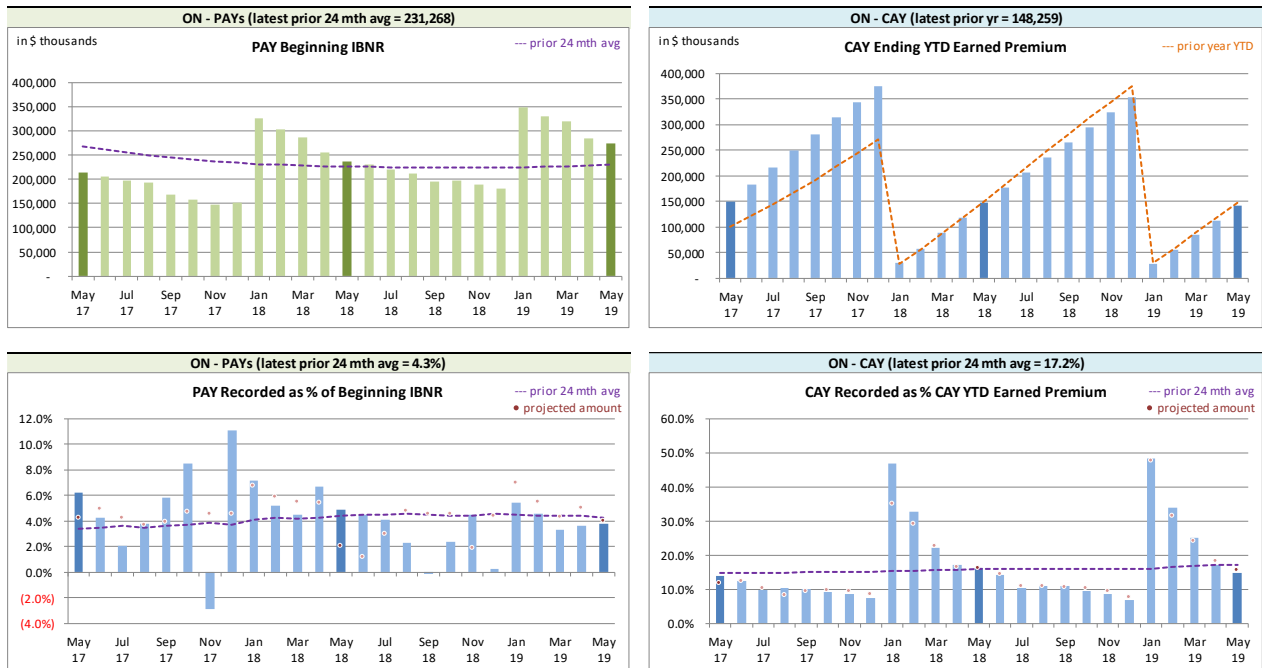 ON - PAYs (latest prior 24 mth avg = 231,268)
in $ thousands
PAY Beginning IBNR
--- prior 24 mth avg
400,000
350,000
300,000
250,000
200,000
150,000
100,000
50,000
-
May Jul Sep Nov Jan Mar May Jul Sep Nov Jan Mar May
17 17 17 17 18 18 18 18 18 18 19 19 19
ON - CAY (latest prior yr = 148,259)
in $ thousands
CAY Ending YTD Earned Premium
--- prior year YTD
400,000
350,000
300,000
250,000
200,000
150,000
100,000
50,000
-
May Jul Sep Nov Jan Mar May Jul Sep Nov Jan Mar May
17 17 17 17 18 18 18 18 18 18 19 19 19
ON - PAYs (latest prior 24 mth avg = 4.3%)
PAY Recorded as % of Beginning IBNR
--- prior 24 mth avg
• projected amount
12.0%
10.0%
8.0%
6.0%
4.0%
2.0%
0.0%
(2.0%)
(4.0%)
May Jul Sep Nov Jan Mar May Jul Sep Nov Jan Mar May
17 17 17 17 18 18 18 18 18 18 19 19 19
ON - CAY (latest prior 24 mth avg = 17.2%)
CAY Recorded as % CAY YTD Earned Premium
--- prior 24 mth avg
• projected amount
60.0%
50.0%
40.0%
30.0%
20.0%
10.0%
0.0%
May Jul Sep Nov Jan Mar May Jul Sep Nov Jan Mar May
17 17 17 17 18 18 18 18 18 18 19 19 19